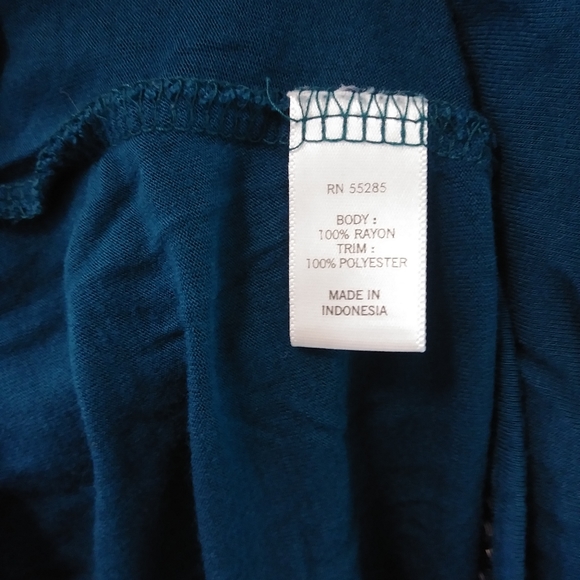 RN 55285
BODY :
100% RAYON
TRIM :
100% POLYESTER
MADE IN
INDONESIA